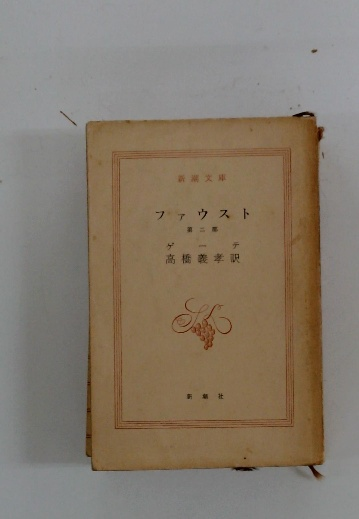 新潮文庫
ファウスト
第二部
ゲーテ
高橋義孝訳
新潮社